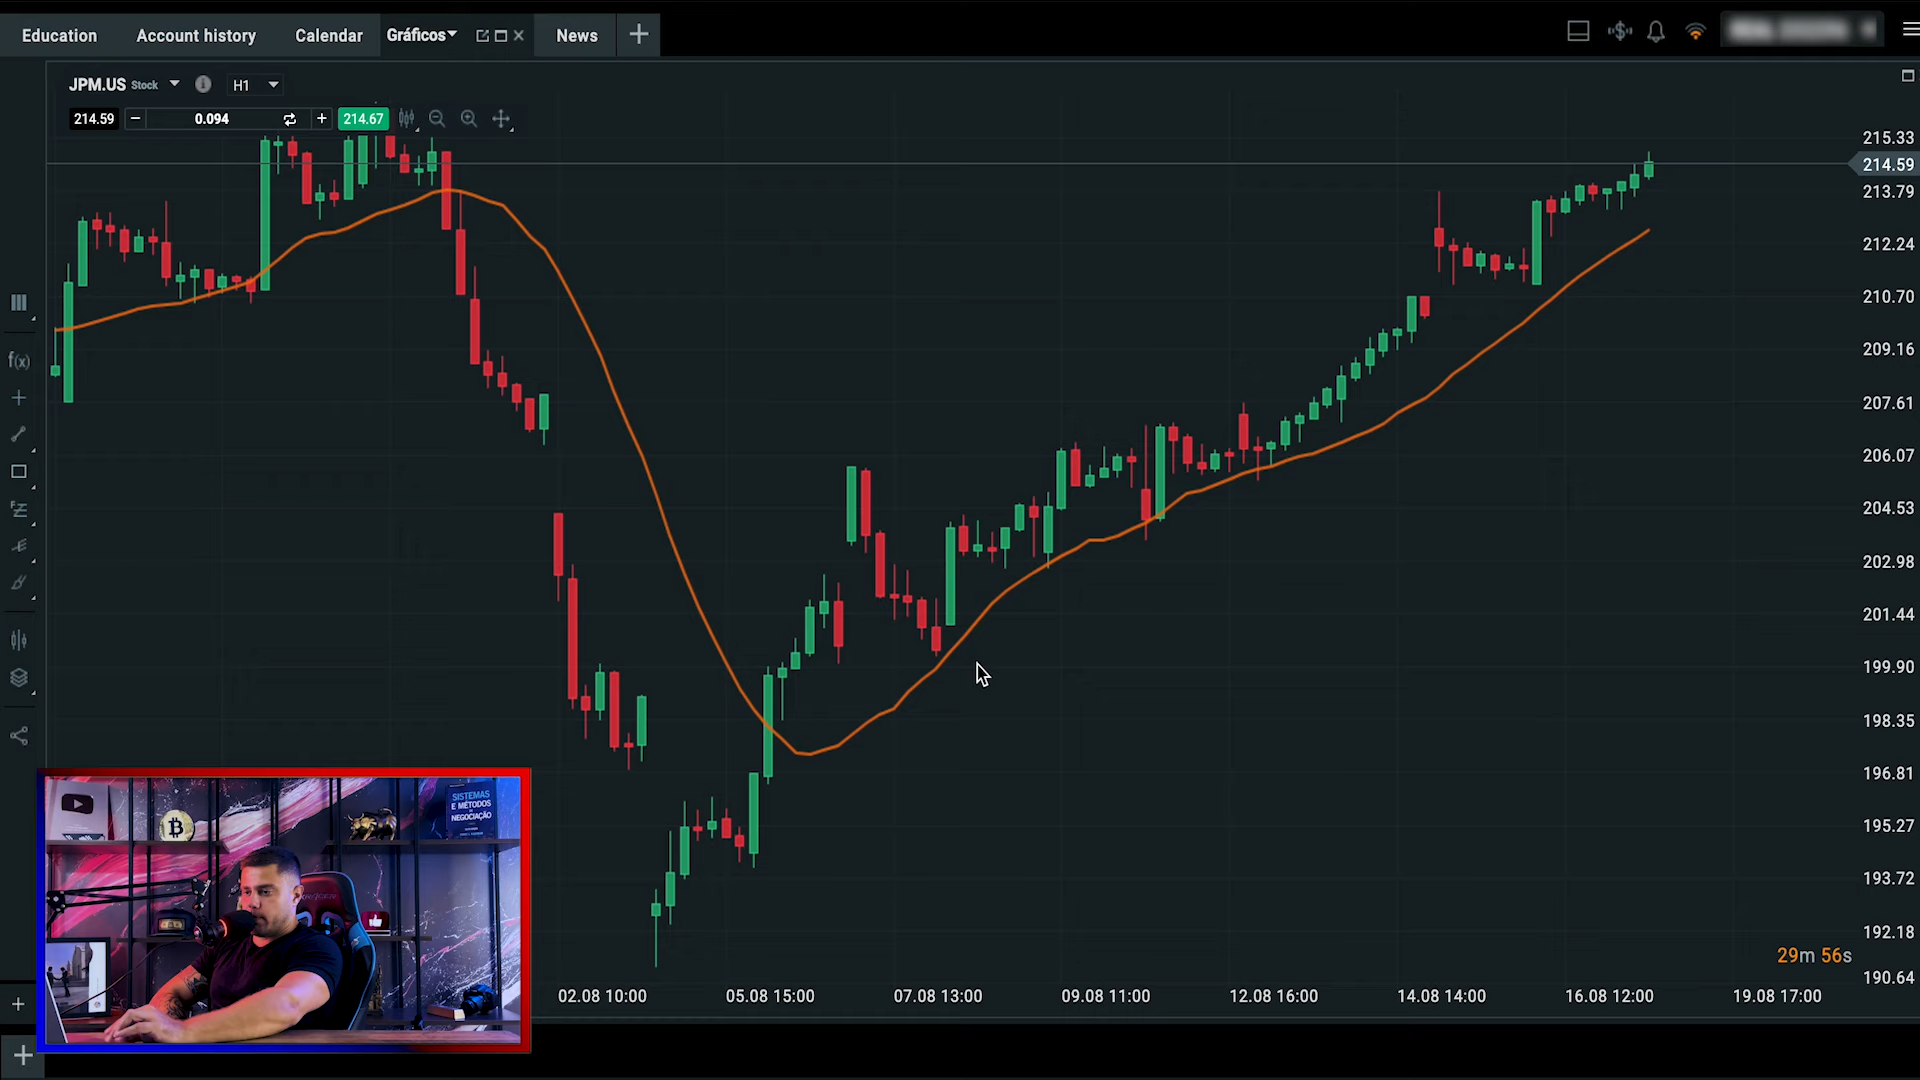 Education Account history Calendar Gráficos News
JPM.US Stock H1
214.59 0.094 214.67
215.33
214.59
213.79
212.24
210.70
209.16
207.61
206.07
204.53
202.98
201.44
199.90
198.35
196.81
195.27
193.72
192.18
190.64
f(x)
29m 56s
02.08 10:00 05.08 15:00 07.08 13:00 09.08 11:00 12.08 16:00 14.08 14:00 16.08 12:00 19.08 17:00
SISTEMAS
E MÉTODOS
NEGOCIAÇÃO